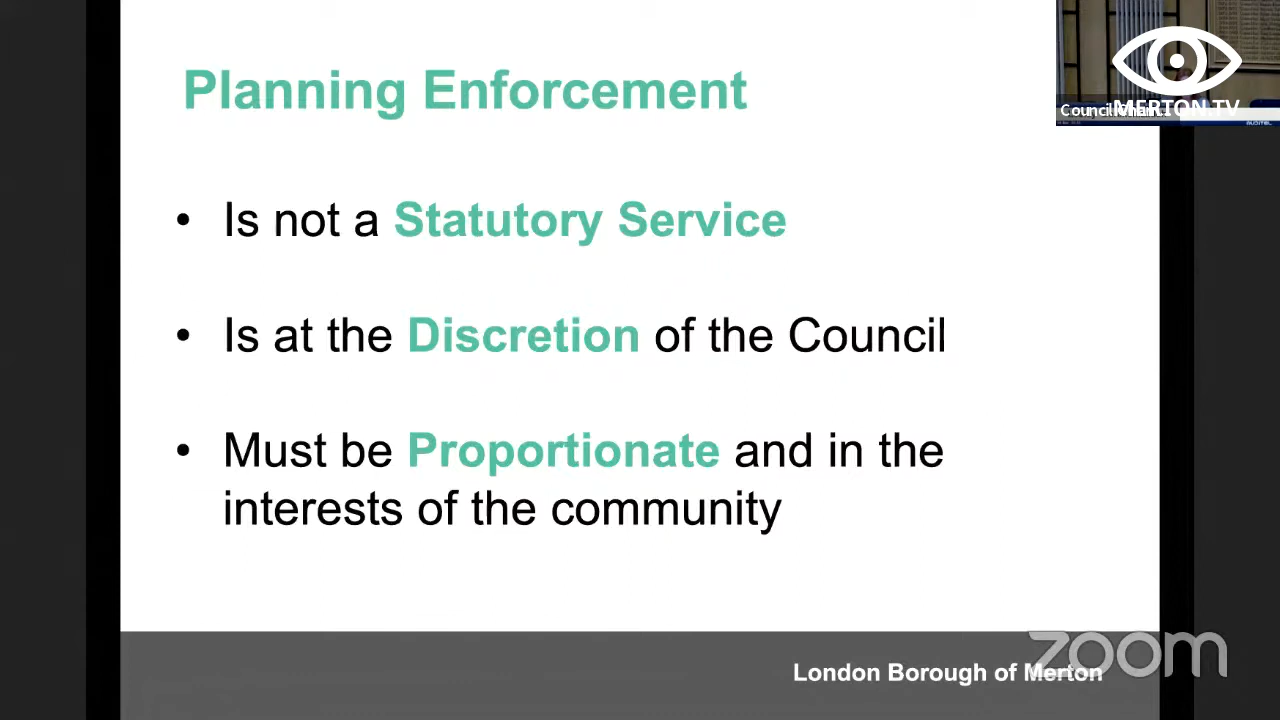 Planning Enforcement
MERTON.TV
• Is not a Statutory Service
• Is at the Discretion of the Council
• Must be Proportionate and in the
interests of the community
London Borough of Merton
zoom